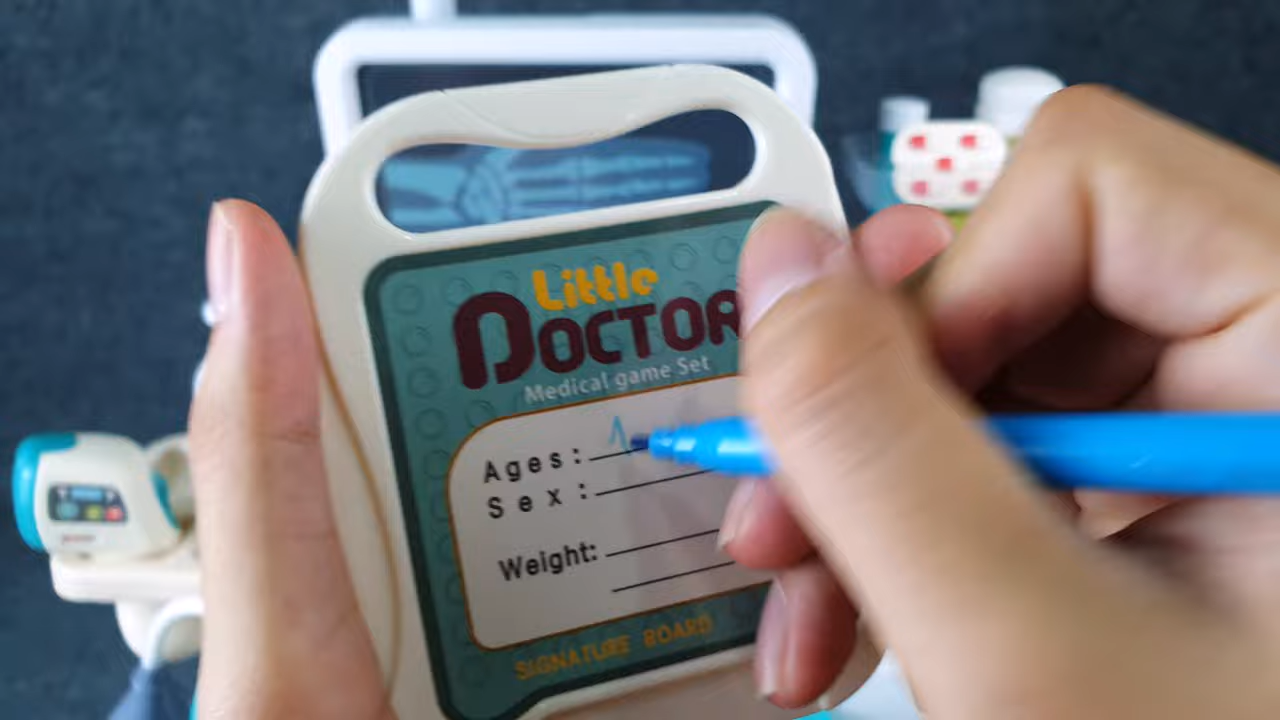 Little
DOCTOR
Medical game Set
Ages:
Sex :
Weight:
SIGNATURE BOARD